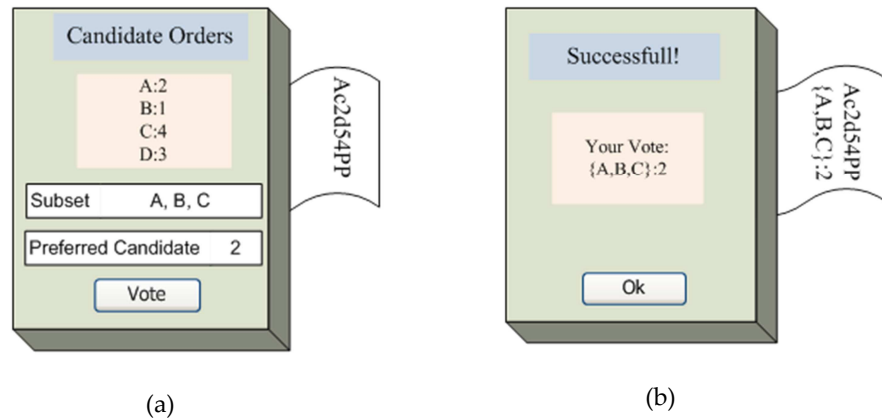 Candidate Orders
A:2
B:1
C:4
D:3
Subset A, B, C
Preferred Candidate 2
Vote
Ac2d54PP
(a)
Successfull!
Your Vote:
{A,B,C}:2
Ok
Ac2d54PP
{A,B,C}:2
(b)